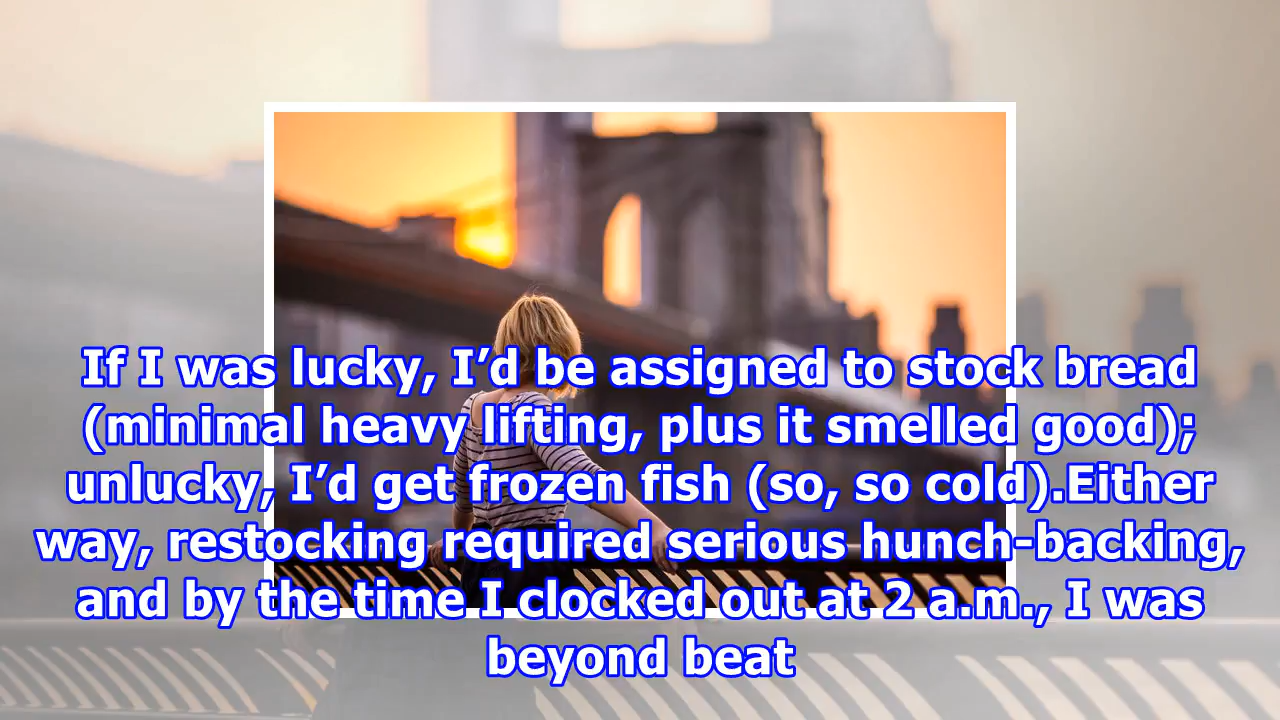 If I was lucky, I’d be assigned to stock bread
(minimal heavy lifting, plus it smelled good);
unlucky, I’d get frozen fish (so, so cold).Either
way, restocking required serious hunch-backing,
and by the time I clocked out at 2 a.m., I was
beyond beat